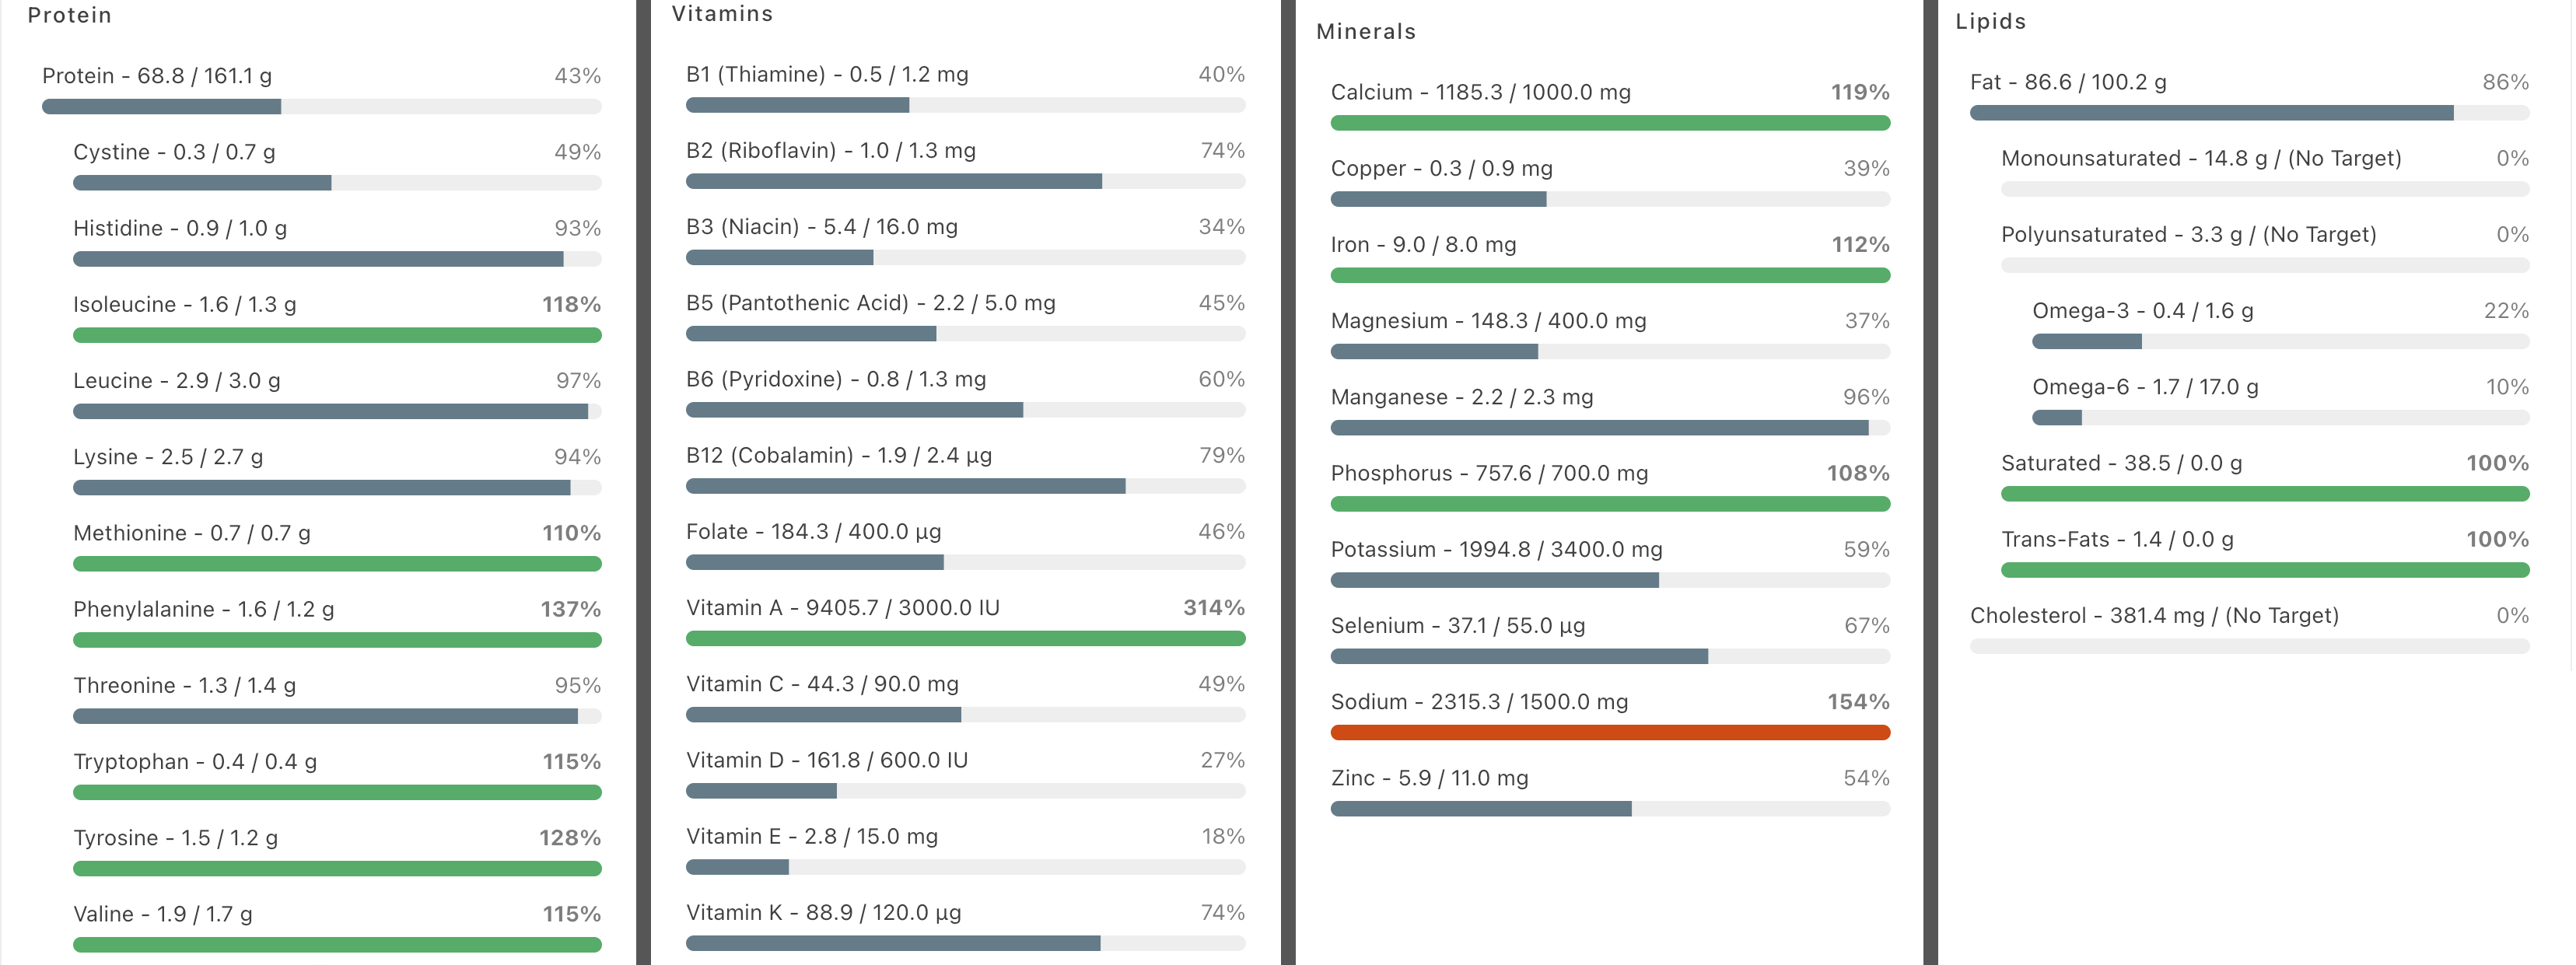 Protein
Protein - 68.8 / 161.1 g 43%
Cystine - 0.3 / 0.7 g 49%
Histidine - 0.9 / 1.0 g 93%
Isoleucine - 1.6 / 1.3 g 118%
Leucine - 2.9 / 3.0 g 97%
Lysine - 2.5 / 2.7 g 94%
Methionine - 0.7 / 0.7 g 110%
Phenylalanine - 1.6 / 1.2 g 137%
Threonine - 1.3 / 1.4 g 95%
Tryptophan - 0.4 / 0.4 g 115%
Tyrosine - 1.5 / 1.2 g 128%
Valine - 1.9 / 1.7 g 115%
Vitamins
B1 (Thiamine) - 0.5 / 1.2 mg 40%
B2 (Riboflavin) - 1.0 / 1.3 mg 74%
B3 (Niacin) - 5.4 / 16.0 mg 34%
B5 (Pantothenic Acid) - 2.2 / 5.0 mg 45%
B6 (Pyridoxine) - 0.8 / 1.3 mg 60%
B12 (Cobalamin) - 1.9 / 2.4 µg 79%
Folate - 184.3 / 400.0 µg 46%
Vitamin A - 9405.7 / 3000.0 IU 314%
Vitamin C - 44.3 / 90.0 mg 49%
Vitamin D - 161.8 / 600.0 IU 27%
Vitamin E - 2.8 / 15.0 mg 18%
Vitamin K - 88.9 / 120.0 µg 74%
Minerals
Calcium - 1185.3 / 1000.0 mg 119%
Copper - 0.3 / 0.9 mg 39%
Iron - 9.0 / 8.0 mg 112%
Magnesium - 148.3 / 400.0 mg 37%
Manganese - 2.2 / 2.3 mg 96%
Phosphorus - 757.6 / 700.0 mg 108%
Potassium - 1994.8 / 3400.0 mg 59%
Selenium - 37.1 / 55.0 µg 67%
Sodium - 2315.3 / 1500.0 mg 154%
Zinc - 5.9 / 11.0 mg 54%
Lipids
Fat - 86.6 / 100.2 g 86%
Monounsaturated - 14.8 g / (No Target) 0%
Polyunsaturated - 3.3 g / (No Target) 0%
Omega-3 - 0.4 / 1.6 g 22%
Omega-6 - 1.7 / 17.0 g 10%
Saturated - 38.5 / 0.0 g 100%
Trans-Fats - 1.4 / 0.0 g 100%
Cholesterol - 381.4 mg / (No Target) 0%